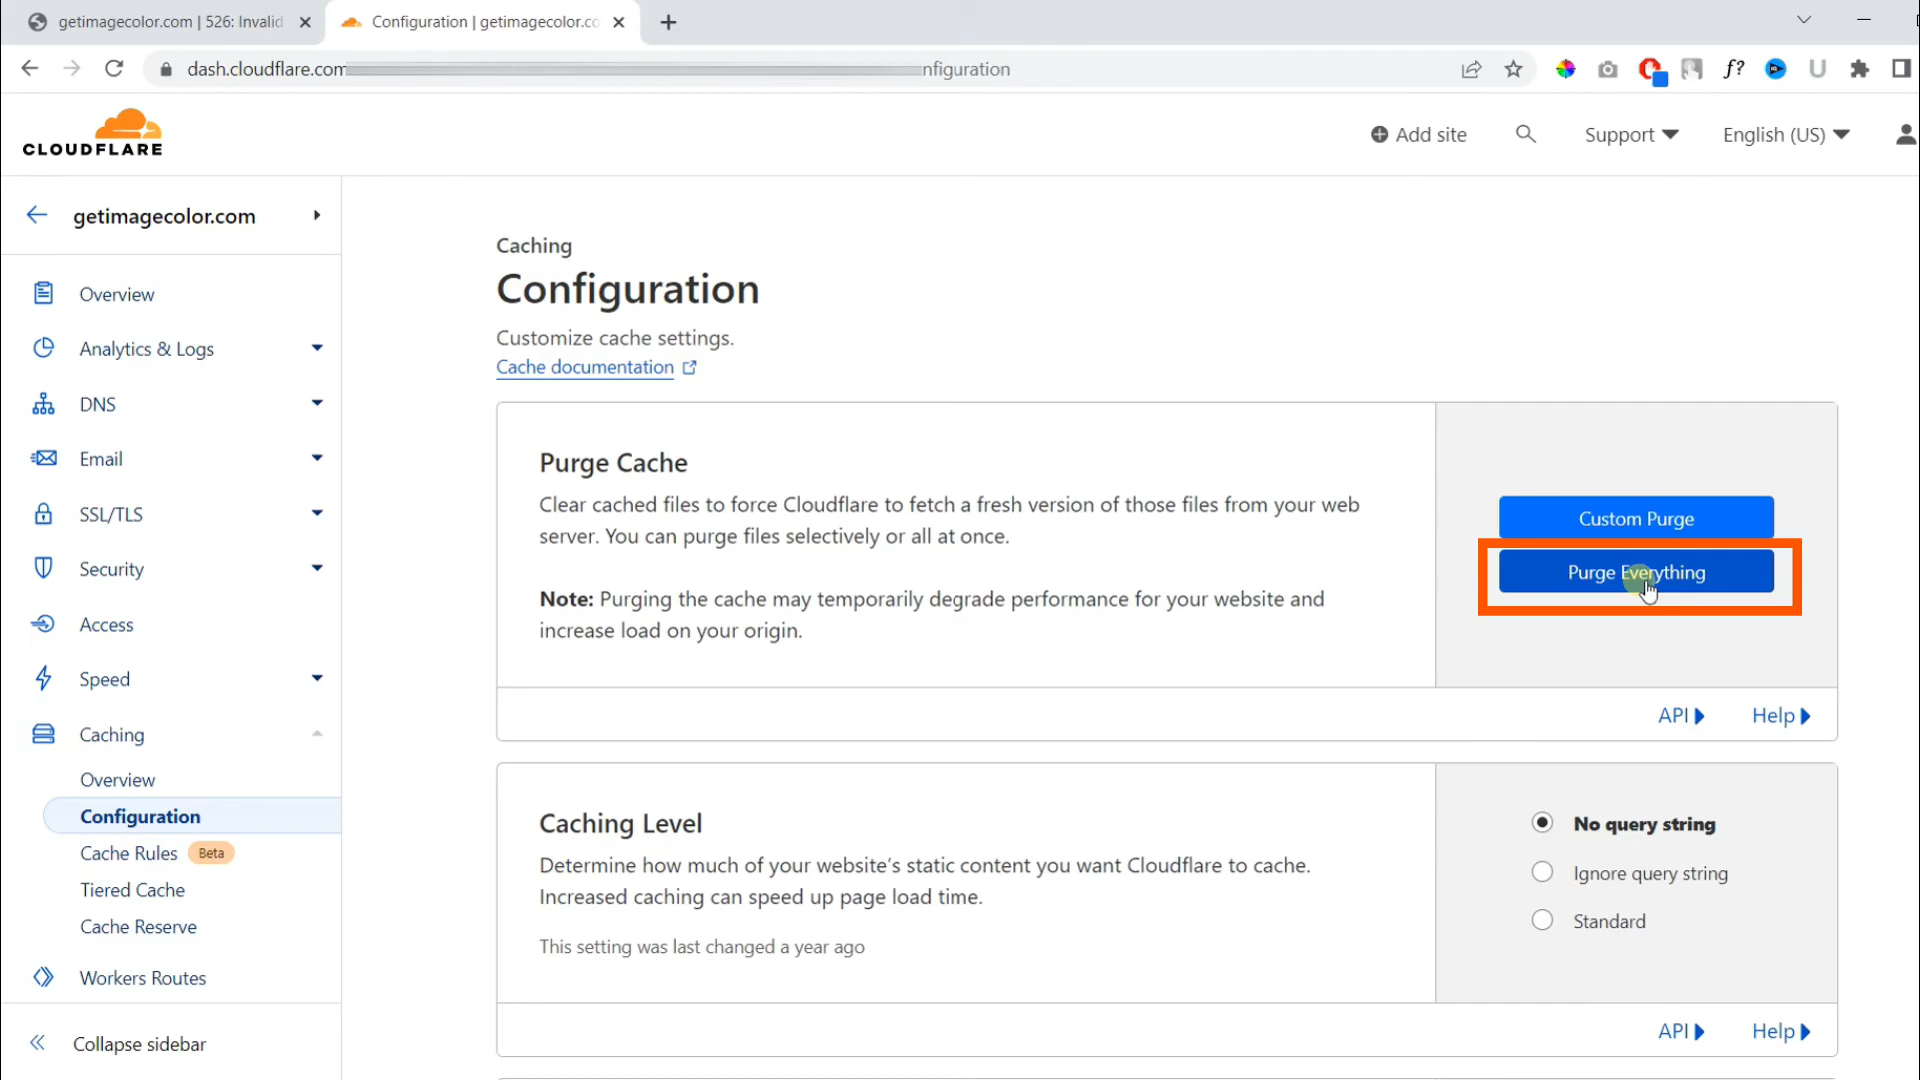 getimagecolor.com | 526: Invalid
Configuration | getimagecolor.co
dash.cloudflare.com
nfiguration
f?
CLOUDFLARE
Add site
Support
English (US)
getimagecolor.com
Overview
Analytics & Logs
DNS
Email
SSL/TLS
Security
Access
Speed
Caching
Overview
Configuration
Cache Rules Beta
Tiered Cache
Cache Reserve
Workers Routes
Collapse sidebar
Caching
Configuration
Customize cache settings.
Cache documentation
Purge Cache
Clear cached files to force Cloudflare to fetch a fresh version of those files from your web
server. You can purge files selectively or all at once.
Note: Purging the cache may temporarily degrade performance for your website and
increase load on your origin.
Custom Purge
Purge Everything
API Help
Caching Level
Determine how much of your website's static content you want Cloudflare to cache.
Increased caching can speed up page load time.
This setting was last changed a year ago
No query string
Ignore query string
Standard
API Help